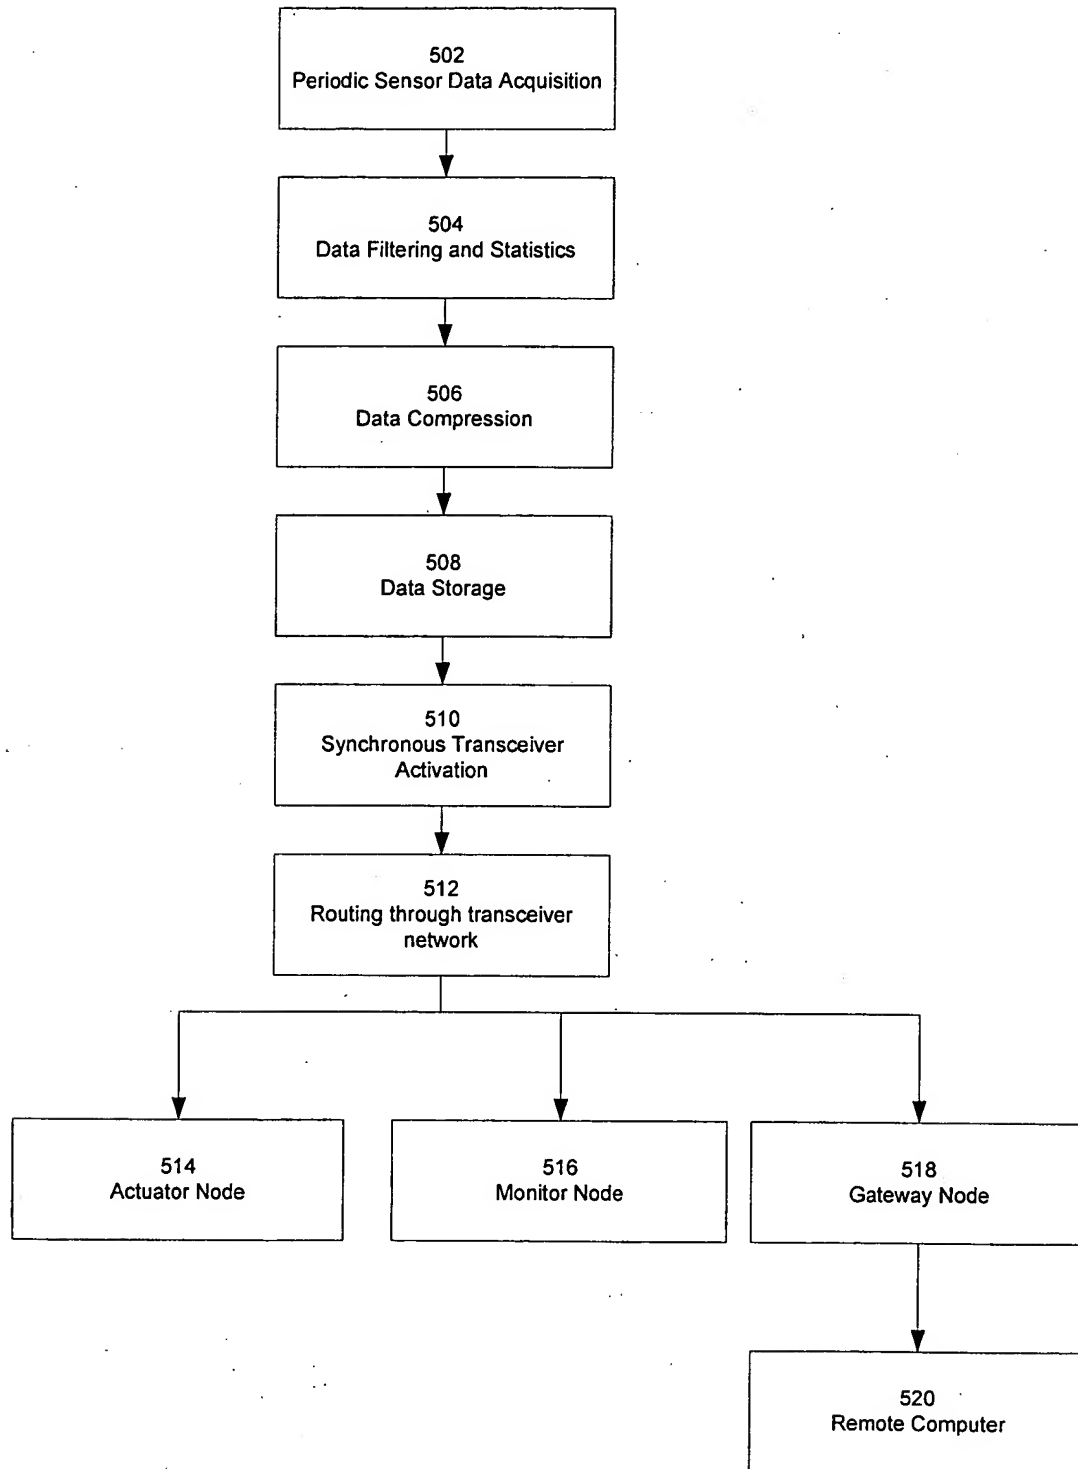 502
Periodic Sensor Data Acquisition
504
Data Filtering and Statistics
506
Data Compression
508
Data Storage
510
Synchronous Transceiver
Activation
512
Routing through transceiver
network
514
Actuator Node
516
Monitor Node
518
Gateway Node
520
Remote Computer